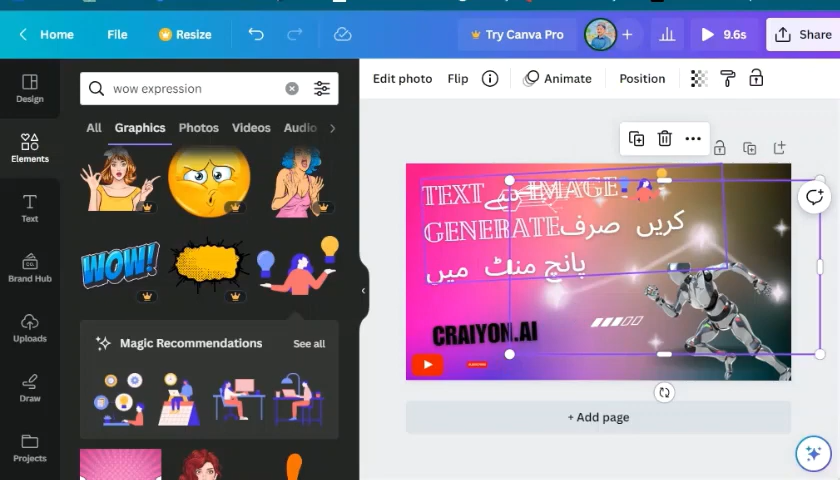 Home File Resize Try Canva Pro 9.6s Share
wow expression
Edit photo Flip Animate Position
All Graphics Photos Videos Audio
Design
Elements
Text
Brand Hub
Uploads
Draw
Projects
WOW!
Magic Recommendations See all
TEXT سے IMAGE
GENERATE کریں صرف
پانچ منٹ میں
CRAIYON.AI
+ Add page